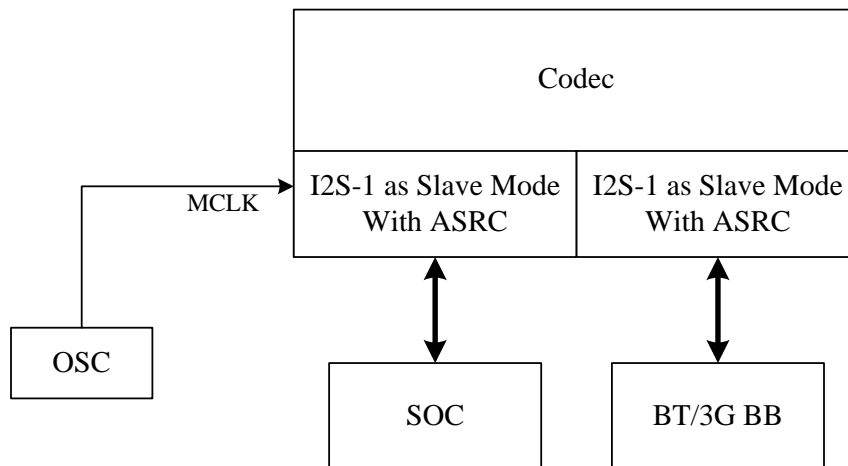 Codec
I2S-1 as Slave Mode
With ASRC
I2S-1 as Slave Mode
With ASRC
MCLK
OSC
SOC
BT/3G BB